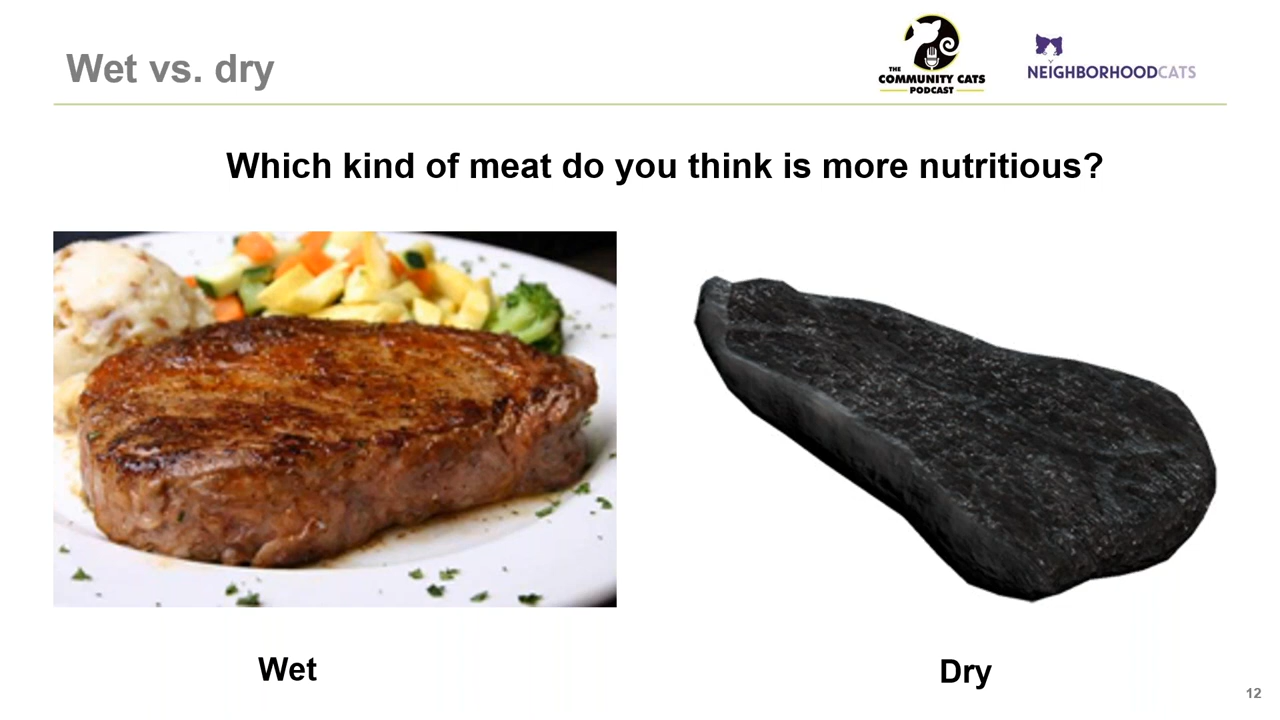 Wet vs. dry
THE
COMMUNITY CATS
PODCAST
NEIGHBORHOODCATS
Which kind of meat do you think is more nutritious?
Wet
Dry
12